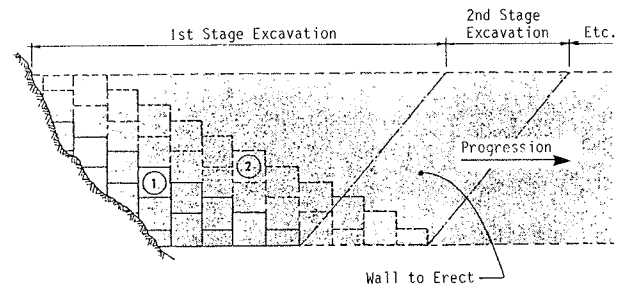 1st Stage Excavation
2nd Stage
Excavation
Etc.
1.
2.
Progression
Wall to Erect